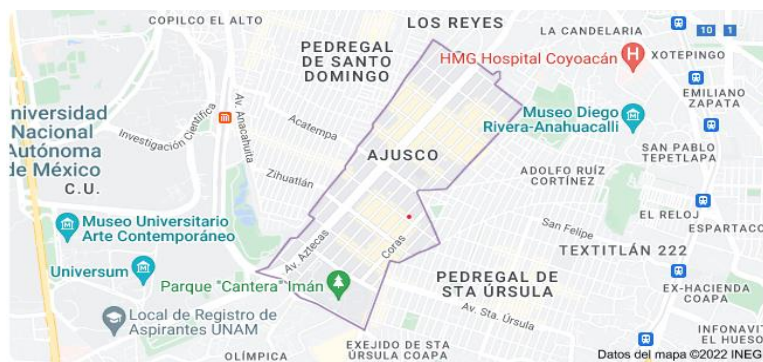 COPILCO EL ALTO
LOS REYES
LA CANDELARIA
10 1
PEDREGAL
DE SANTO
DOMINGO
HMG Hospital Coyoacán
XOTEPINGO
EMILIANO
ZAPATA
Av. Anacahuita
Investigación Científica
niversidad
Nacional
Autónoma
de México
C.U.
Acatempa
Museo Diego
Rivera-Anahuacalli
AJUSCO
SAN PABLO
TEPETLAPA
Zihuatlán
ADOLFO RUÍZ
CORTÍNEZ
Museo Universitario
Arte Contemporáneo
EL RELOJ
San Felipe
ESPARTACO
Av. Aztecas
Coras
TEXTITLÁN 222
Universum
Parque "Cantera" Imán
PEDREGAL DE
STA ÚRSULA
EX-HACIENDA
COAPA
Local de Registro de
Aspirantes UNAM
Av. Sta. Úrsula
INFONAVIT
EL HUESO
OLÍMPICA
EXEJIDO DE STA
ÚRSULA COAPA
Datos del mapa ©2022 INEG